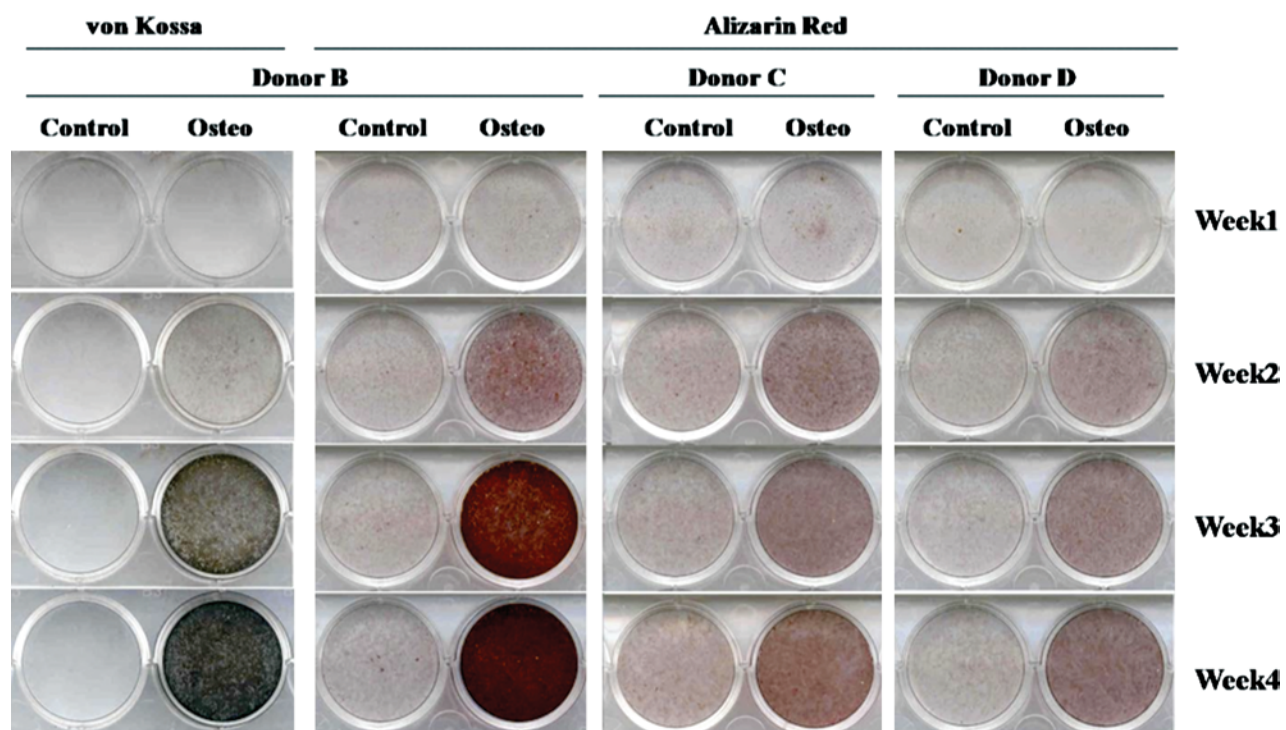 von Kossa Alizarin Red
Donor B Donor C Donor D
Control Osteo Control Osteo Control Osteo Control Osteo
Week1
Week2
Week3
Week4